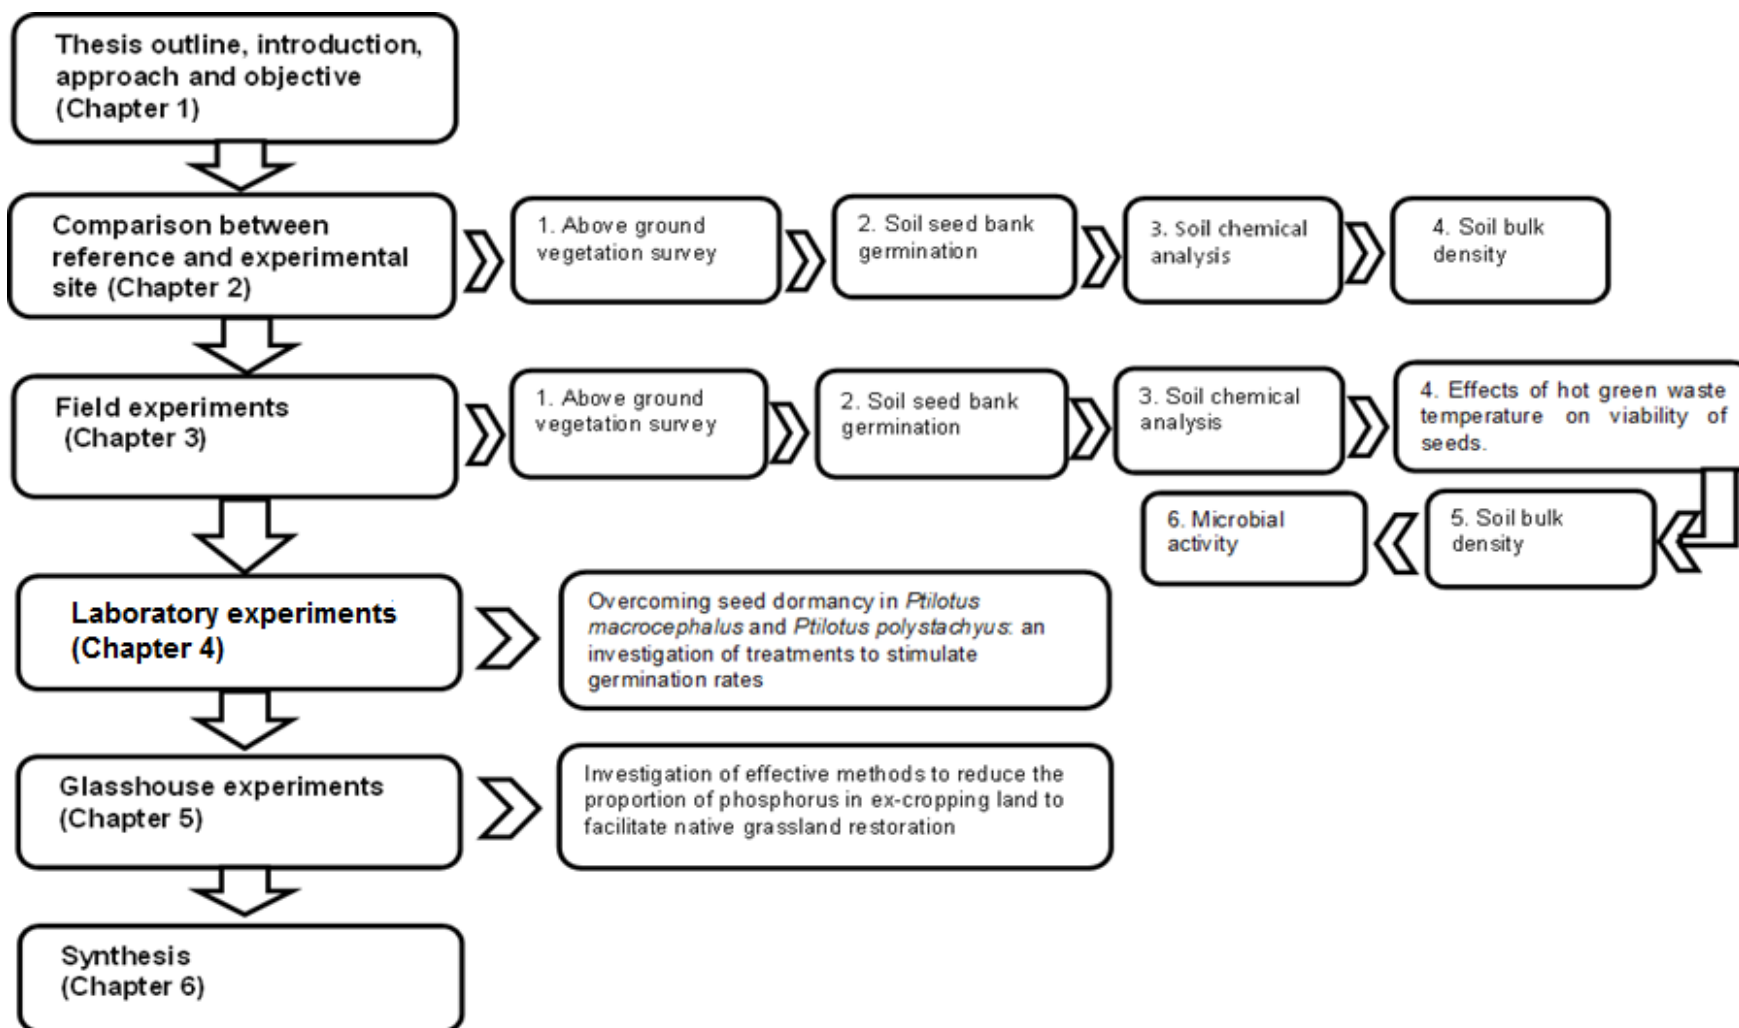 Thesis outline, introduction,
approach and objective
(Chapter 1)
Comparison between
reference and experimental
site (Chapter 2)
1. Above ground
vegetation survey
2. Soil seed bank
germination
3. Soil chemical
analysis
4. Soil bulk
density
Field experiments
(Chapter 3)
1. Above ground
vegetation survey
2. Soil seed bank
germination
3. Soil chemical
analysis
4. Effects of hot green waste
temperature on viability of
seeds.
5. Soil bulk
density
6. Microbial
activity
Laboratory experiments
(Chapter 4)
Overcoming seed dormancy in Ptilotus
macrocephalus and Ptilotus polystachyus: an
investigation of treatments to stimulate
germination rates
Glasshouse experiments
(Chapter 5)
Investigation of effective methods to reduce the
proportion of phosphorus in ex-cropping land to
facilitate native grassland restoration
Synthesis
(Chapter 6)